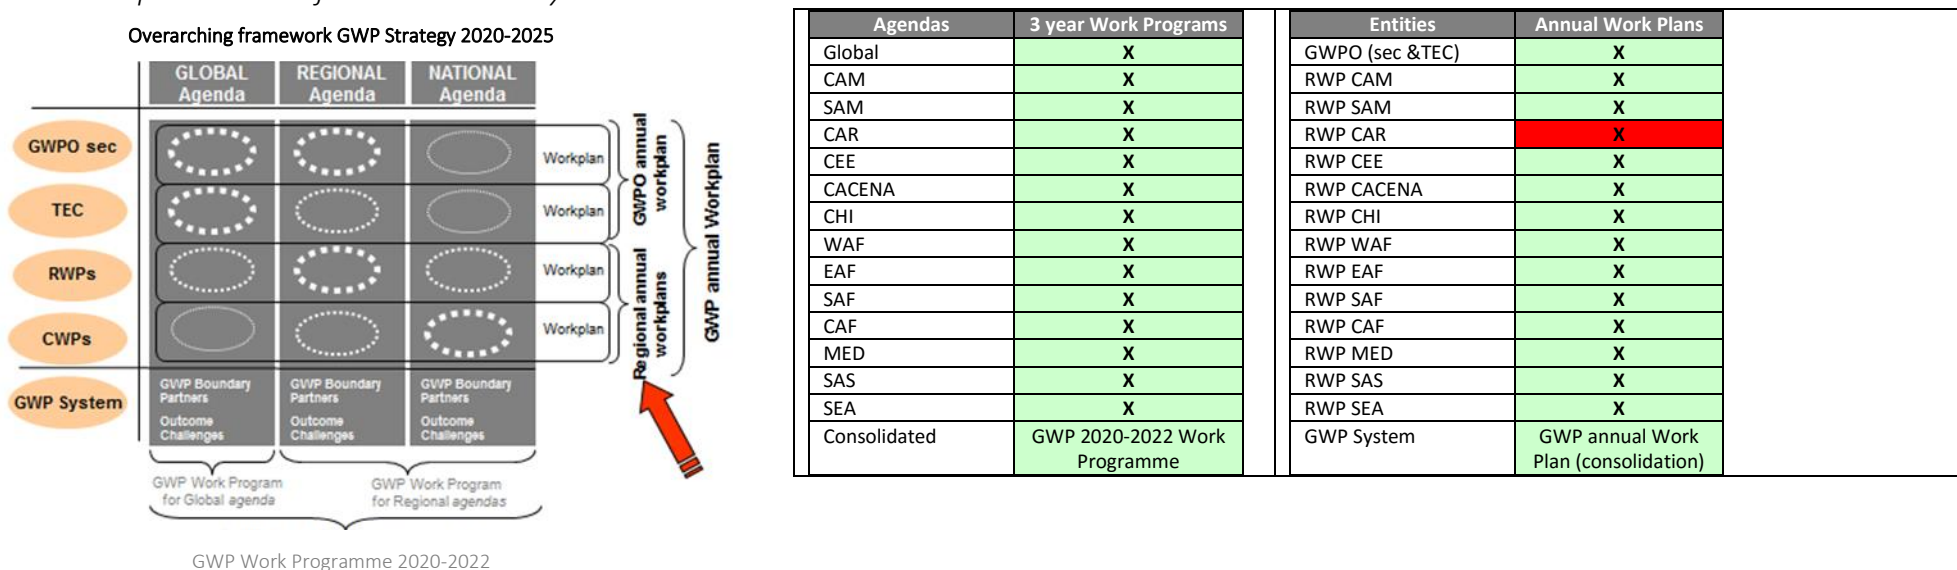 Overarching framework GWP Strategy 2020-2025
GLOBAL Agenda
REGIONAL Agenda
NATIONAL Agenda
GWPO sec
Workplan
TEC
Workplan
RWPs
Workplan
CWPs
Workplan
GWPO annual workplan
Regional annual workplans
GWP annual Workplan
GWP System
GWP Boundary Partners
Outcome Challenges
GWP Boundary Partners
Outcome Challenges
GWP Boundary Partners
Outcome Challenges
GWP Work Program for Global agenda
GWP Work Program for Regional agendas
GWP Work Programme 2020-2022
Agendas 3 year Work Programs
Global X
CAM X
SAM X
CAR X
CEE X
CACENA X
CHI X
WAF X
EAF X
SAF X
CAF X
MED X
SAS X
SEA X
Consolidated GWP 2020-2022 Work Programme
Entities Annual Work Plans
GWPO (sec &TEC) X
RWP CAM X
RWP SAM X
RWP CAR X
RWP CEE X
RWP CACENA X
RWP CHI X
RWP WAF X
RWP EAF X
RWP SAF X
RWP CAF X
RWP MED X
RWP SAS X
RWP SEA X
GWP System GWP annual Work Plan (consolidation)